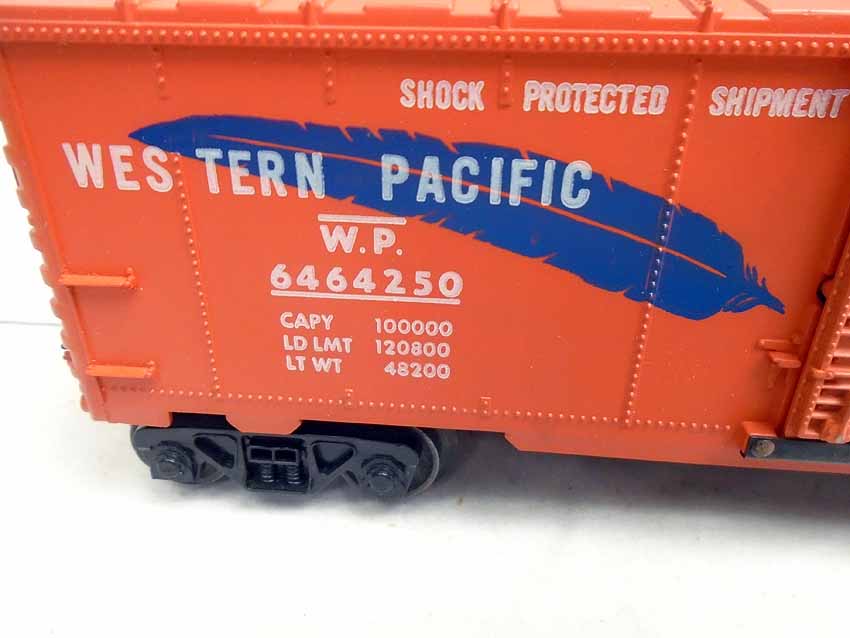 SHOCK PROTECTED SHIPMENT
WESTERN PACIFIC
W.P.
6464250
CAPY 100000
LD LMT 120800
LT WT 48200